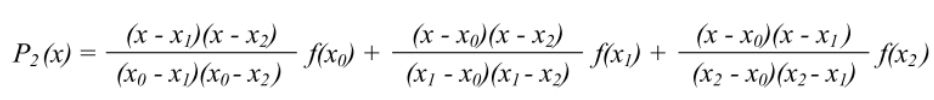 P₂(x) = (x - x₁)(x - x₂) / (x₀ - x₁)(x₀ - x₂) f(x₀) + (x - x₀)(x - x₂) / (x₁ - x₀)(x₁ - x₂) f(x₁) + (x - x₀)(x - x₁) / (x₂ - x₀)(x₂ - x₁) f(x₂)